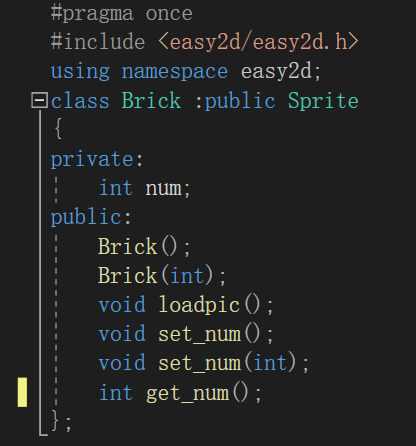 #pragma once
#include <easy2d/easy2d.h>
using namespace easy2d;
class Brick :public Sprite
{
private:
    int num;
public:
    Brick();
    Brick(int);
    void loadpic();
    void set_num();
    void set_num(int);
    int get_num();
};